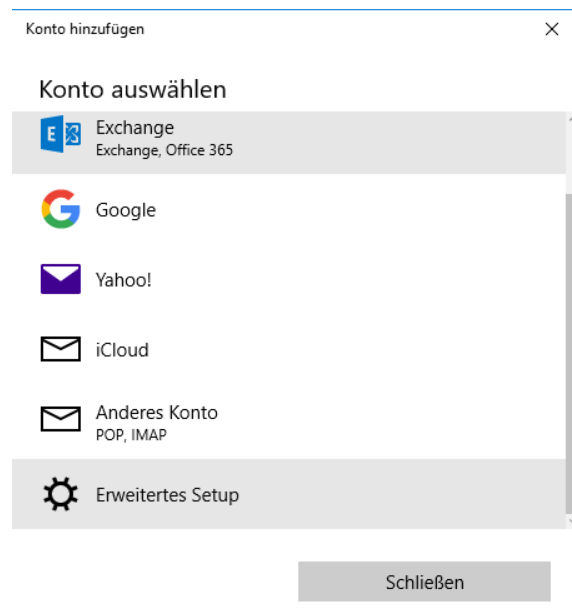 Konto hinzufügen
Konto auswählen
Exchange
Exchange, Office 365
Google
Yahoo!
iCloud
Anderes Konto
POP, IMAP
Erweitertes Setup
Schließen